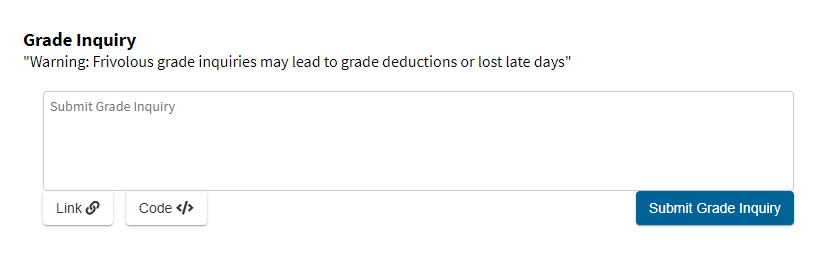 Grade Inquiry
"Warning: Frivolous grade inquiries may lead to grade deductions or lost late days"
Submit Grade Inquiry
Link
Code </>
Submit Grade Inquiry